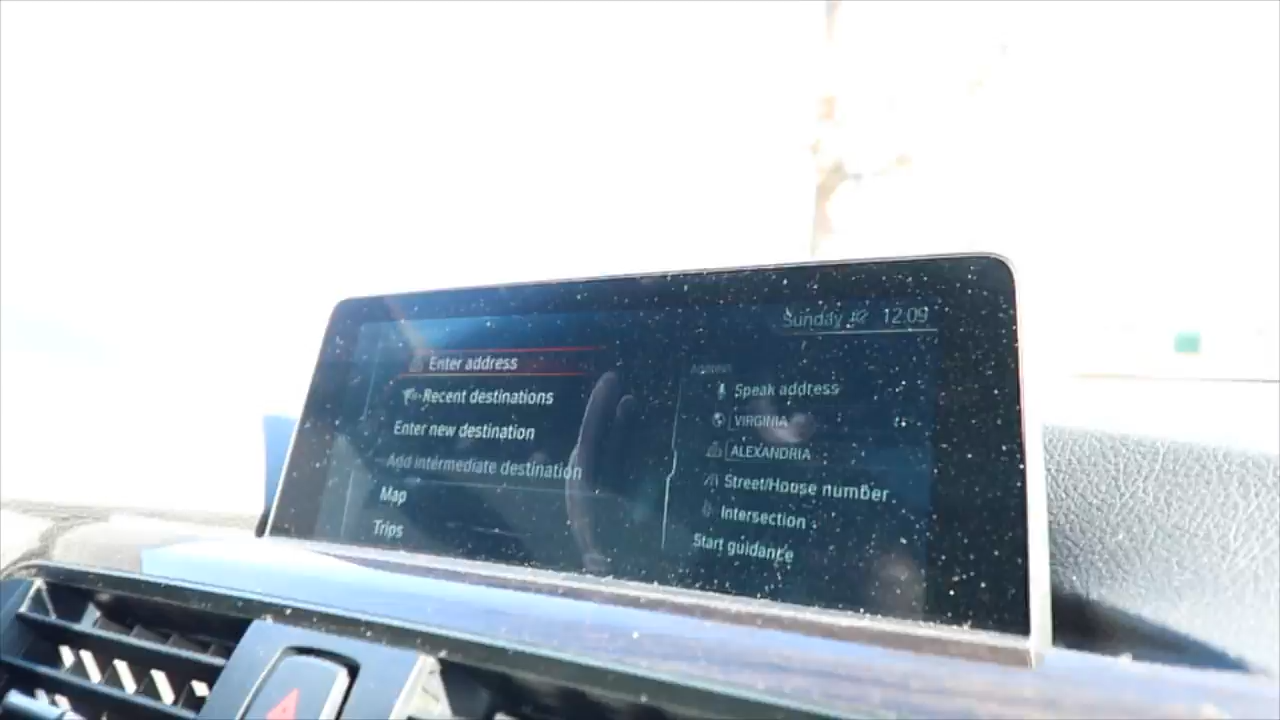 Sunday 12:09
Enter address
Recent destinations
Enter new destination
Add intermediate destination
Map
Trips
Address
Speak address
VIRGINIA
ALEXANDRIA
Street/House number
Intersection
Start guidance